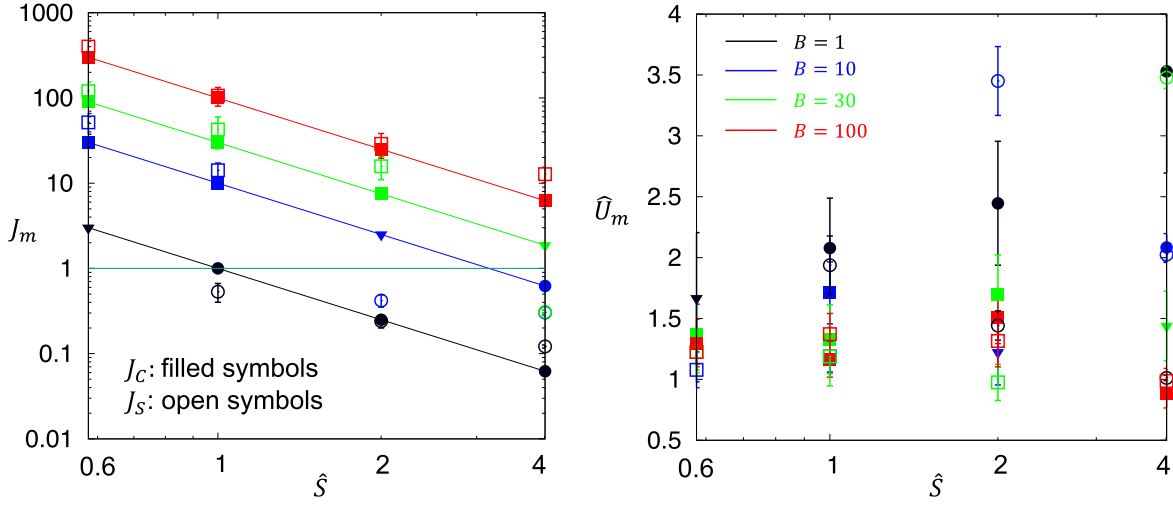 1000
100
10
1
0.1
0.01
J_m
0.6
1
2
4
Ŝ
J_C: filled symbols
J_S: open symbols
4
3.5
3
2.5
2
1.5
1
0.5
Û_m
0.6
1
2
4
Ŝ
B = 1
B = 10
B = 30
B = 100